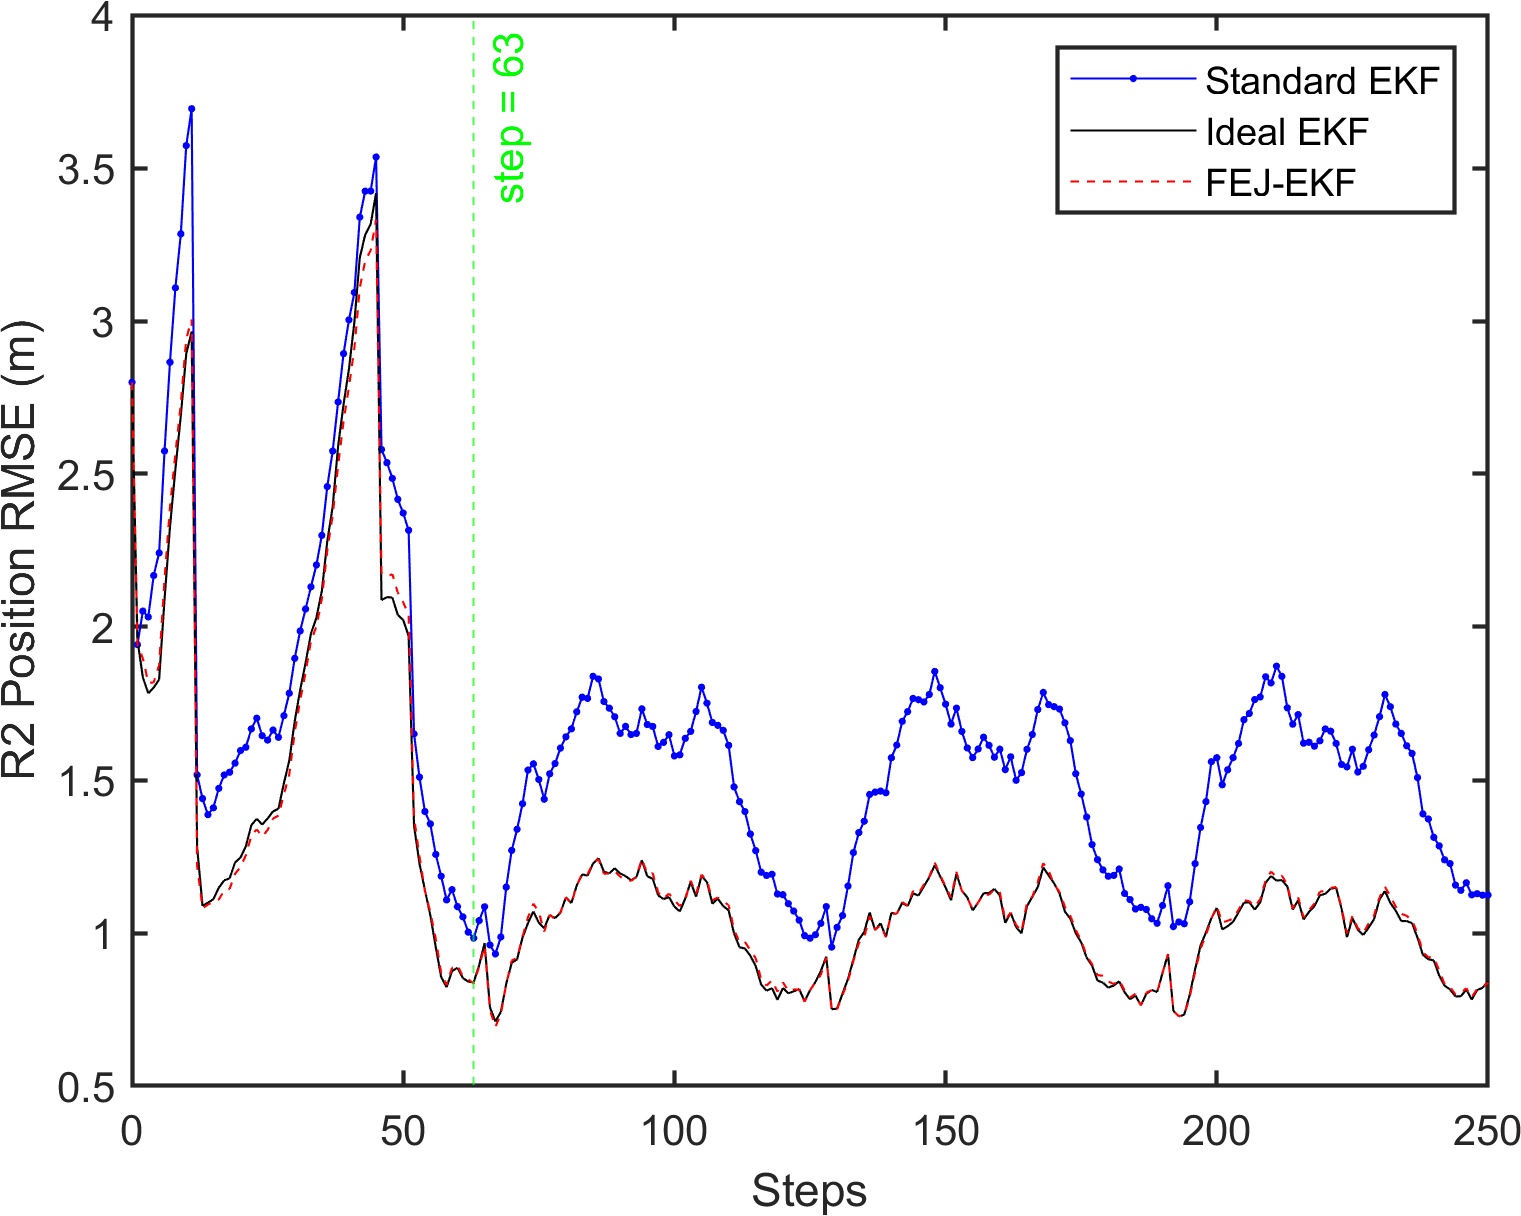 4
3.5
3
2.5
2
1.5
1
0.5
0
50
100
150
200
250
R2 Position RMSE (m)
Steps
step = 63
Standard EKF
Ideal EKF
FEJ-EKF